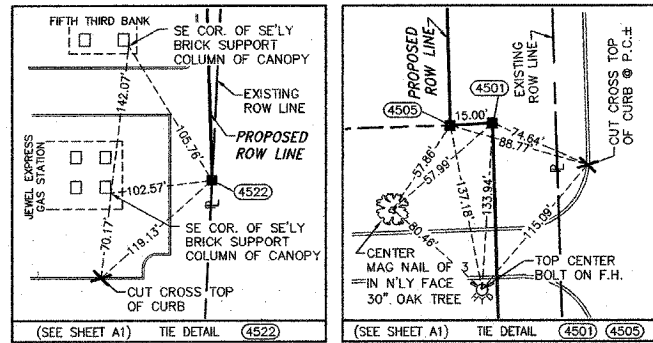 FIFTH THIRD BANK
SE COR. OF SE'LY
BRICK SUPPORT
COLUMN OF CANOPY
142.07'
105.76'
EXISTING
ROW LINE
PROPOSED
ROW LINE
JEWEL EXPRESS
GAS STATION
102.57'
4522
70.17'
119.13'
SE COR. OF SE'LY
BRICK SUPPORT
COLUMN OF CANOPY
CUT CROSS TOP
OF CURB
(SEE SHEET A1) TIE DETAIL 4522
PROPOSED
ROW LINE
EXISTING
ROW LINE
4501
4505
15.00'
74.64'
88.77'
CUT CROSS TOP
OF CURB @ P.C.±
57.86'
57.99'
137.18'
133.94'
115.09'
80.46'
CENTER
MAG NAIL OF 3
IN N'LY FACE
30" OAK TREE
TOP CENTER
BOLT ON F.H.
(SEE SHEET A1) TIE DETAIL 4501 4505